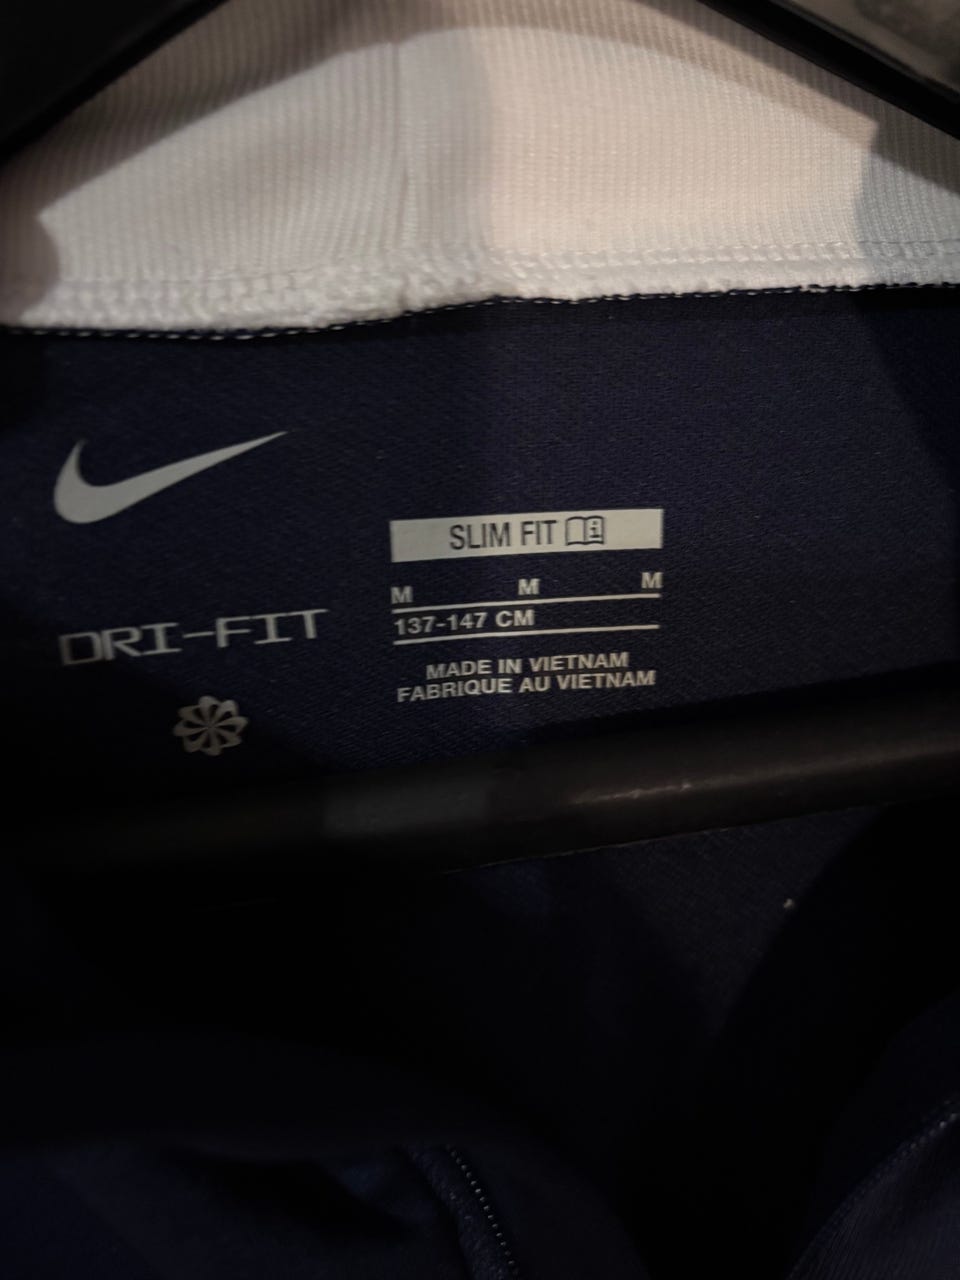 SLIM FIT
M M M
137-147 CM
DRI-FIT
MADE IN VIETNAM
FABRIQUE AU VIETNAM